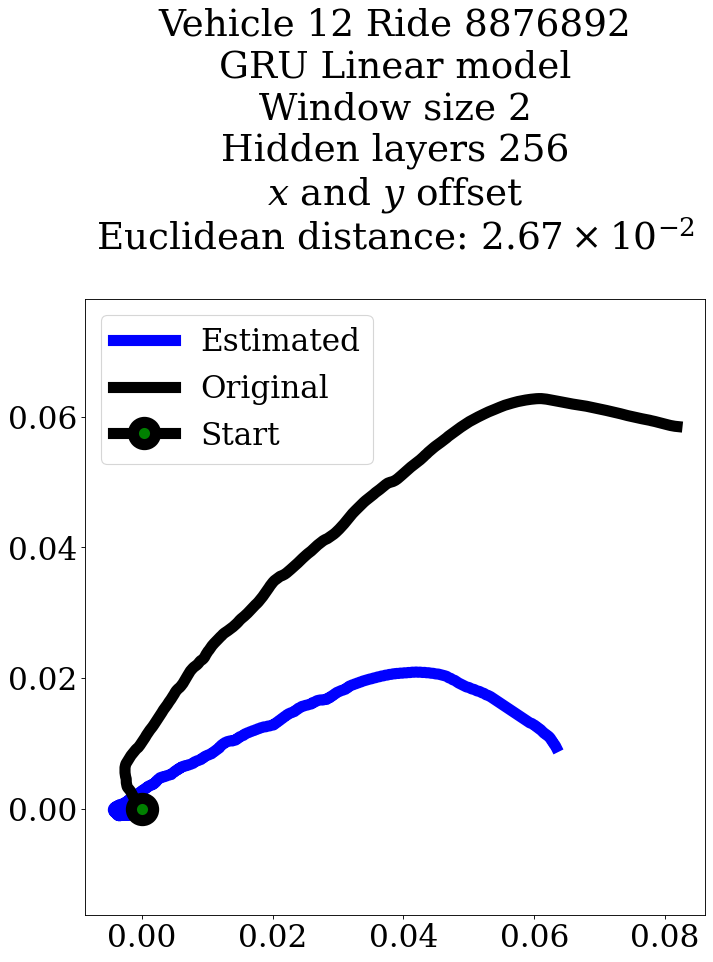 Vehicle 12 Ride 8876892
GRU Linear model
Window size 2
Hidden layers 256
x and y offset
Euclidean distance: 2.67 × 10⁻²
Estimated
Original
Start
0.06
0.04
0.02
0.00
0.00 0.02 0.04 0.06 0.08